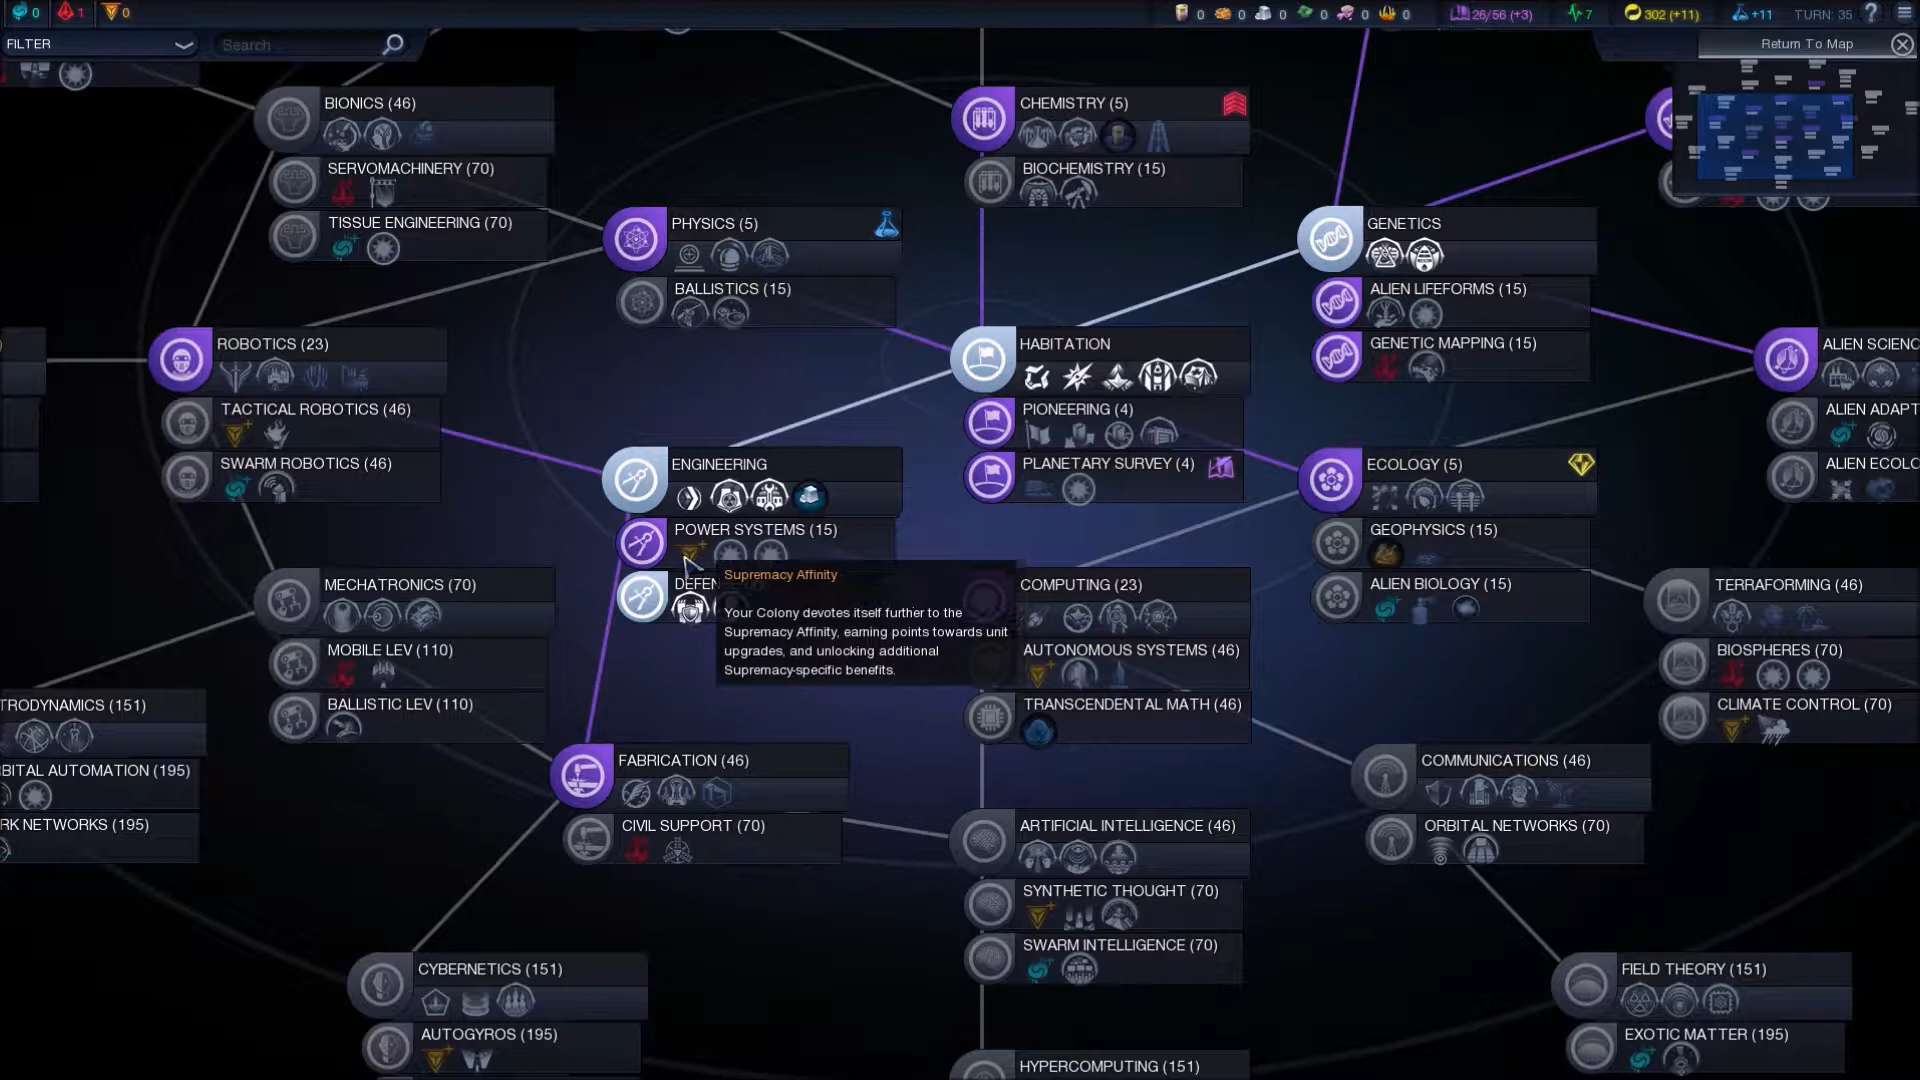 0 1 0
0 0 0 0 0 0 26/56 (+3) 7 302 (+11) +11 TURN: 35 ?
FILTER
Search
Return To Map
BIONICS (46)
CHEMISTRY (5)
SERVOMACHINERY (70)
BIOCHEMISTRY (15)
TISSUE ENGINEERING (70)
PHYSICS (5)
GENETICS
BALLISTICS (15)
ALIEN LIFEFORMS (15)
ROBOTICS (23)
HABITATION
GENETIC MAPPING (15)
ALIEN SCIENC
TACTICAL ROBOTICS (46)
PIONEERING (4)
ALIEN ADAPT
SWARM ROBOTICS (46)
ENGINEERING
PLANETARY SURVEY (4)
ECOLOGY (5)
ALIEN ECOLO
POWER SYSTEMS (15)
GEOPHYSICS (15)
MECHATRONICS (70)
DEFEN
Supremacy Affinity
Your Colony devotes itself further to the
Supremacy Affinity, earning points towards unit
upgrades, and unlocking additional
Supremacy-specific benefits.
COMPUTING (23)
ALIEN BIOLOGY (15)
TERRAFORMING (46)
MOBILE LEV (110)
AUTONOMOUS SYSTEMS (46)
BIOSPHERES (70)
TRODYNAMICS (151)
BALLISTIC LEV (110)
TRANSCENDENTAL MATH (46)
CLIMATE CONTROL (70)
BITAL AUTOMATION (195)
FABRICATION (46)
COMMUNICATIONS (46)
RK NETWORKS (195)
CIVIL SUPPORT (70)
ARTIFICIAL INTELLIGENCE (46)
ORBITAL NETWORKS (70)
SYNTHETIC THOUGHT (70)
SWARM INTELLIGENCE (70)
CYBERNETICS (151)
FIELD THEORY (151)
AUTOGYROS (195)
EXOTIC MATTER (195)
HYPERCOMPUTING (151)